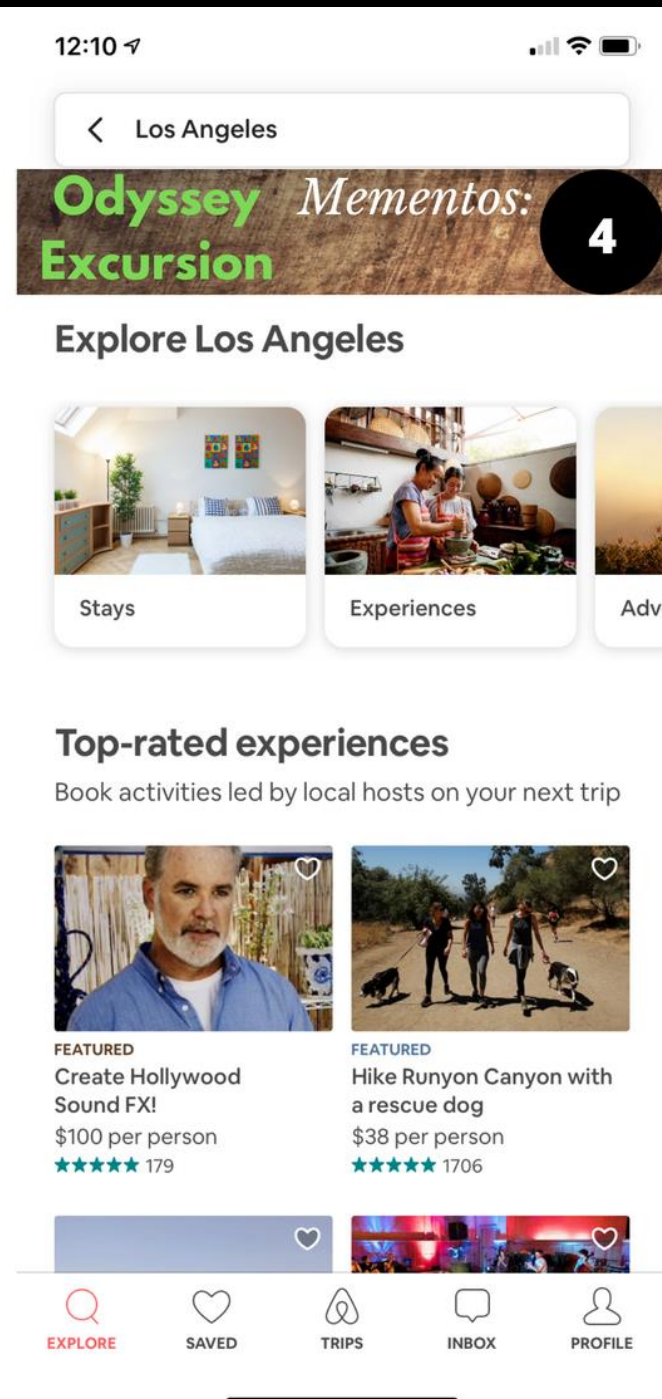 12:10
Los Angeles
Odyssey Mementos:
Excursion
4
Explore Los Angeles
Stays
Experiences
Adv
Top-rated experiences
Book activities led by local hosts on your next trip
FEATURED
Create Hollywood
Sound FX!
$100 per person
179
FEATURED
Hike Runyon Canyon with
a rescue dog
$38 per person
1706
EXPLORE
SAVED
TRIPS
INBOX
PROFILE